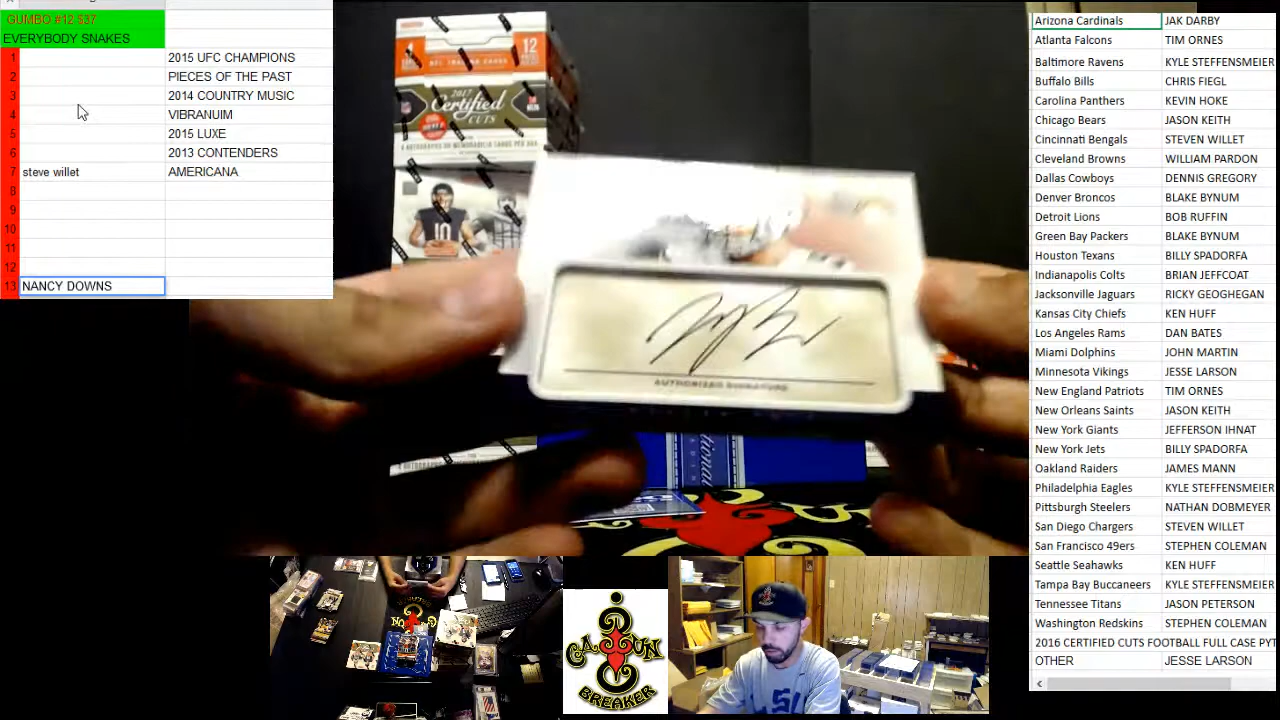 GUMBO #12 $37
EVERYBODY SNAKES
1 2015 UFC CHAMPIONS
2 PIECES OF THE PAST
3 2014 COUNTRY MUSIC
4 VIBRANUIM
5 2015 LUXE
6 2013 CONTENDERS
7 steve willet AMERICANA
8
9
10
11
12
13 NANCY DOWNS
12
2017
Certified
CUTS
10
AUTHORIZED SIGNATURE
CAJUN
BREAKER
Arizona Cardinals JAK DARBY
Atlanta Falcons TIM ORNES
Baltimore Ravens KYLE STEFFENSMEIER
Buffalo Bills CHRIS FIEGL
Carolina Panthers KEVIN HOKE
Chicago Bears JASON KEITH
Cincinnati Bengals STEVEN WILLET
Cleveland Browns WILLIAM PARDON
Dallas Cowboys DENNIS GREGORY
Denver Broncos BLAKE BYNUM
Detroit Lions BOB RUFFIN
Green Bay Packers BLAKE BYNUM
Houston Texans BILLY SPADORFA
Indianapolis Colts BRIAN JEFFCOAT
Jacksonville Jaguars RICKY GEOGHEGAN
Kansas City Chiefs KEN HUFF
Los Angeles Rams DAN BATES
Miami Dolphins JOHN MARTIN
Minnesota Vikings JESSE LARSON
New England Patriots TIM ORNES
New Orleans Saints JASON KEITH
New York Giants JEFFERSON IHNAT
New York Jets BILLY SPADORFA
Oakland Raiders JAMES MANN
Philadelphia Eagles KYLE STEFFENSMEIER
Pittsburgh Steelers NATHAN DOBMEYER
San Diego Chargers STEVEN WILLET
San Francisco 49ers STEPHEN COLEMAN
Seattle Seahawks KEN HUFF
Tampa Bay Buccaneers KYLE STEFFENSMEIER
Tennessee Titans JASON PETERSON
Washington Redskins STEPHEN COLEMAN
2016 CERTIFIED CUTS FOOTBALL FULL CASE PYT
OTHER JESSE LARSON